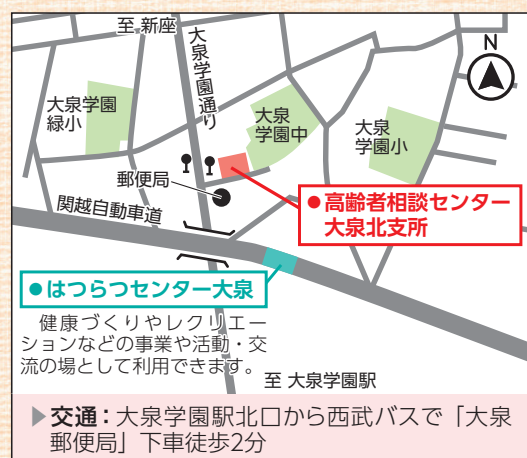 至 新座
大泉学園通り
N
大泉学園
緑小
大泉
学園中
大泉
学園小
郵便局
関越自動車道
●高齢者相談センター
大泉北支所
●はつらつセンター大泉
健康づくりやレクリエー
ションなどの事業や活動・交
流の場として利用できます。
至 大泉学園駅
▶交通：大泉学園駅北口から西武バスで「大泉
郵便局」下車徒歩2分